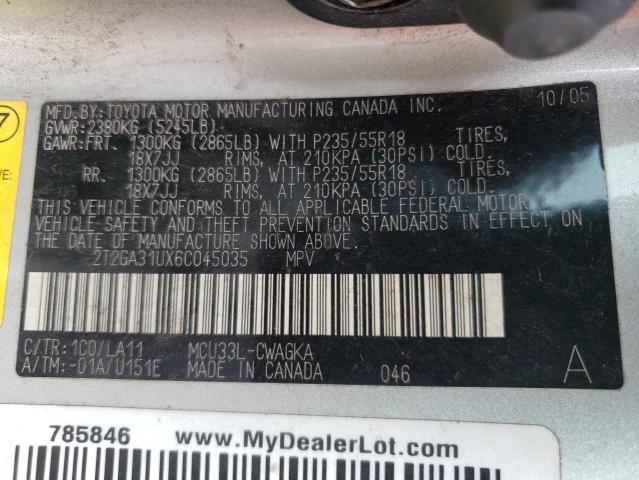 MFD. BY: TOYOTA MOTOR MANUFACTURING CANADA INC. 10/05
GVWR: 2380KG (5245LB)
GAWR: FRT. 1300KG (2865LB) WITH P235/55R18 TIRES,
18X7JJ RIMS, AT 210KPA (30PSI) COLD.
RR. 1300KG (2865LB) WITH P235/55R18 TIRES,
18X7JJ RIMS, AT 210KPA (30PSI) COLD.
THIS VEHICLE CONFORMS TO ALL APPLICABLE FEDERAL MOTOR
VEHICLE SAFETY AND THEFT PREVENTION STANDARDS IN EFFECT ON
THE DATE OF MANUFACTURE SHOWN ABOVE.
2T2GA31UX6C045035 MPV
C/TR: 1C0/LA11 MCU33L-CWAGKA
A/TM: -01A/U151E MADE IN CANADA 046 A
7
VE:
785846 www.MyDealerLot.com